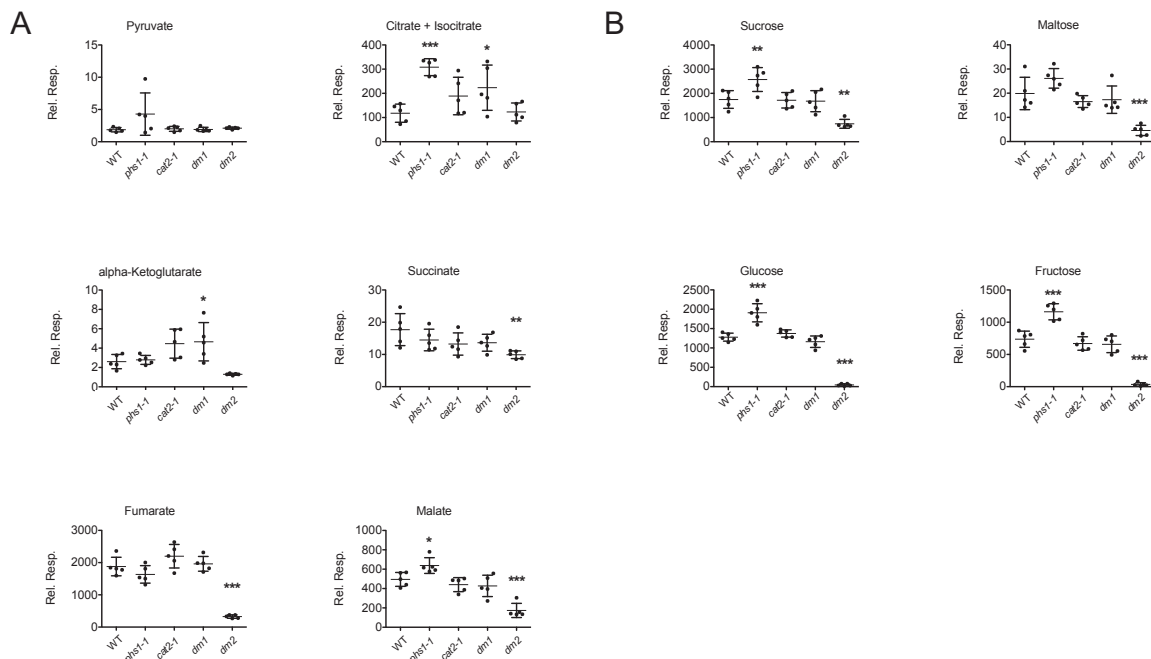 A
Pyruvate
Rel. Resp.
15
10
5
0
WT
phs1-1
cat2-1
dm1
dm2
Citrate + Isocitrate
Rel. Resp.
400
300
200
100
0
***
*
WT
phs1-1
cat2-1
dm1
dm2
alpha-Ketoglutarate
Rel. Resp.
10
8
6
4
2
0
*
WT
phs1-1
cat2-1
dm1
dm2
Succinate
Rel. Resp.
30
20
10
0
**
WT
phs1-1
cat2-1
dm1
dm2
Fumarate
Rel. Resp.
3000
2000
1000
0
***
WT
phs1-1
cat2-1
dm1
dm2
Malate
Rel. Resp.
1000
800
600
400
200
0
*
***
WT
phs1-1
cat2-1
dm1
dm2
B
Sucrose
Rel. Resp.
4000
3000
2000
1000
0
**
**
WT
phs1-1
cat2-1
dm1
dm2
Maltose
Rel. Resp.
40
30
20
10
0
***
WT
phs1-1
cat2-1
dm1
dm2
Glucose
Rel. Resp.
2500
2000
1500
1000
500
0
***
***
WT
phs1-1
cat2-1
dm1
dm2
Fructose
Rel. Resp.
1500
1000
500
0
***
***
WT
phs1-1
cat2-1
dm1
dm2